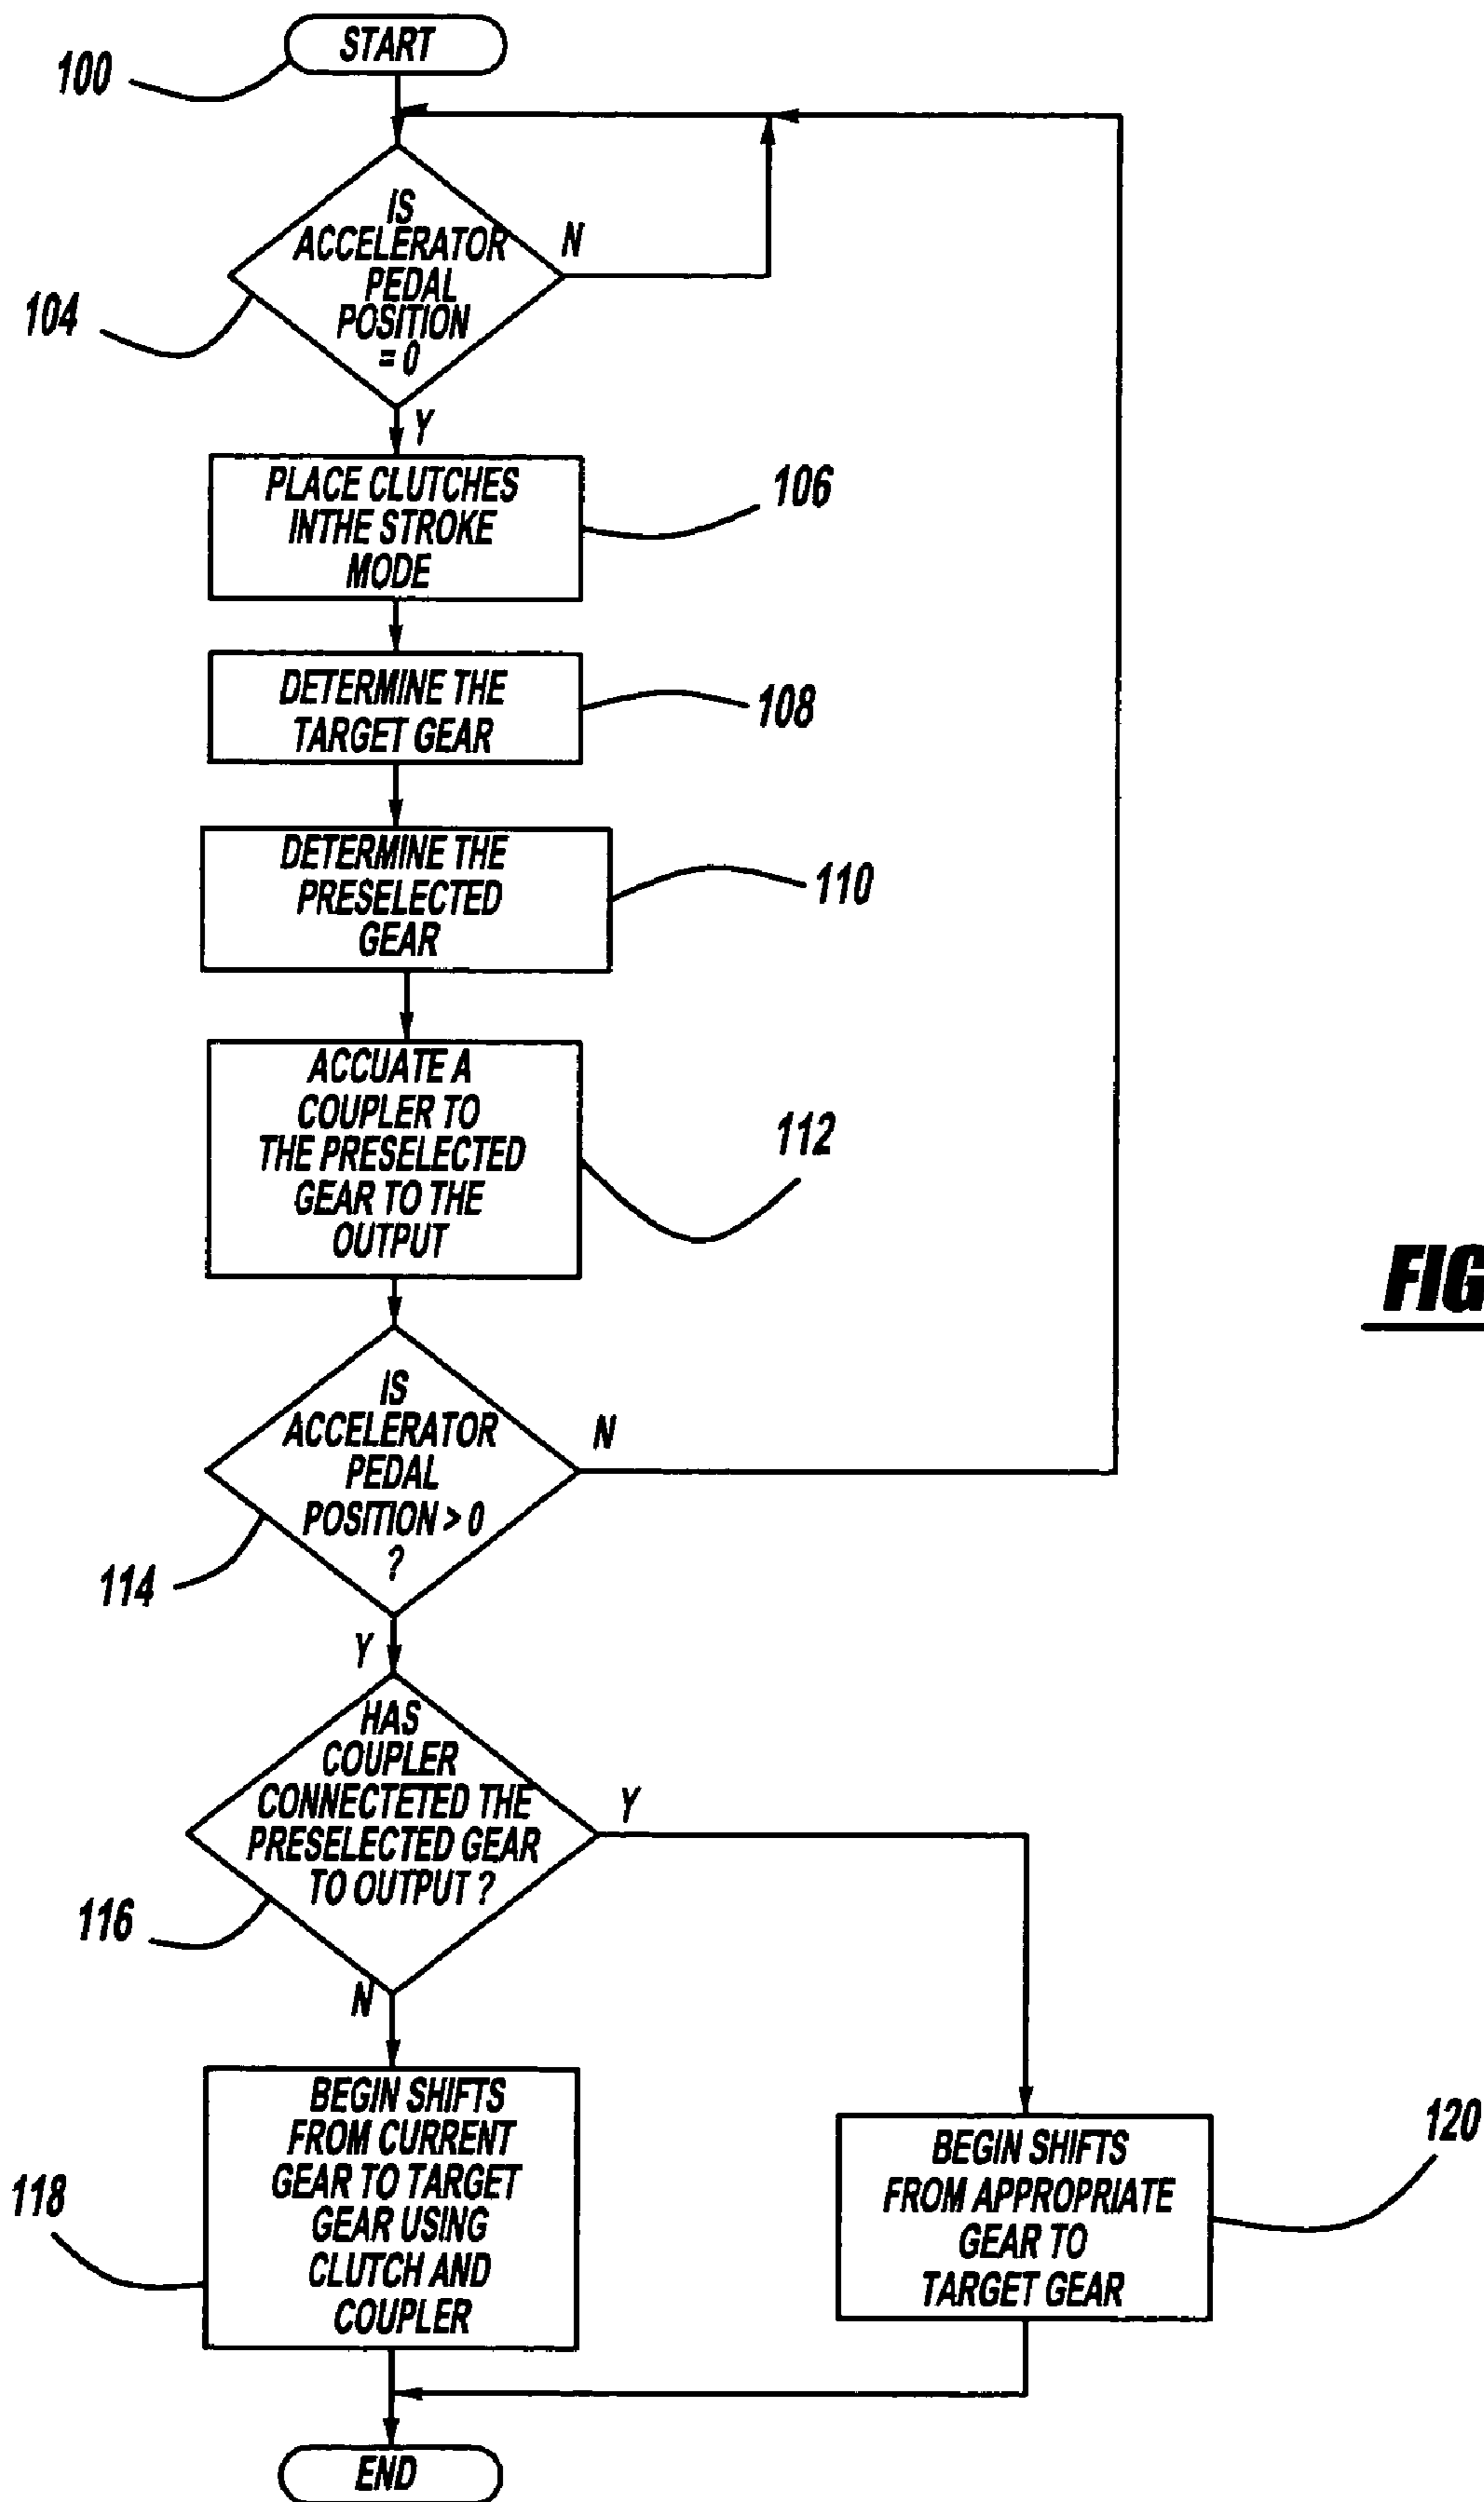 START
100
IS
ACCELERATOR
PEDAL
POSITION
= 0
N
104
Y
PLACE CLUTCHES
INTHE STROKE
MODE
106
DETERMINE THE
TARGET GEAR
108
DETERMINE THE
PRESELECTED
GEAR
110
ACCUATE A
COUPLER TO
THE PRESELECTED
GEAR TO THE
OUTPUT
112
FIG
IS
ACCELERATOR
PEDAL
POSITION > 0
?
N
114
Y
HAS
COUPLER
CONNECTETED THE
PRESELECTED GEAR
TO OUTPUT ?
Y
116
N
BEGIN SHIFTS
FROM CURRENT
GEAR TO TARGET
GEAR USING
CLUTCH AND
COUPLER
118
BEGIN SHIFTS
FROM APPROPRIATE
GEAR TO
TARGET GEAR
120
END